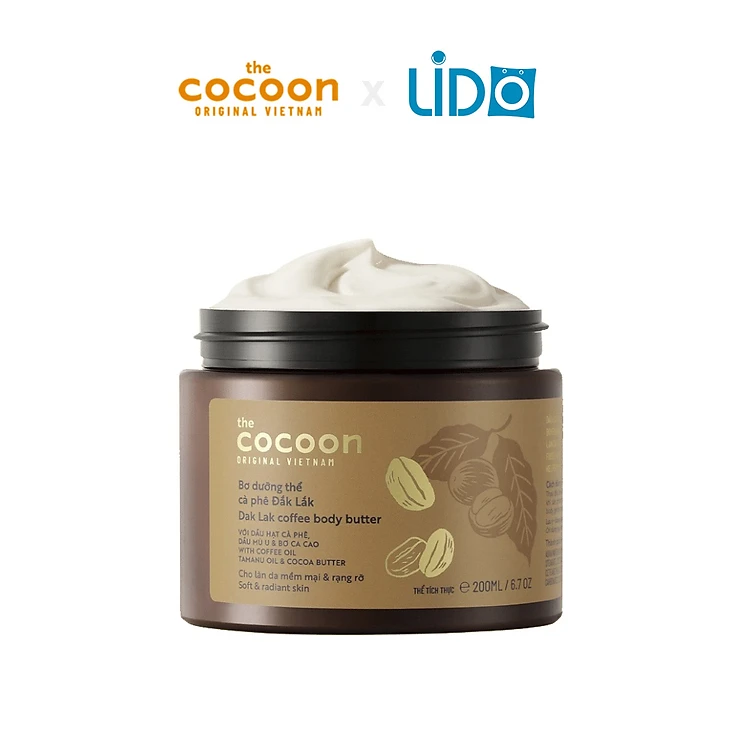 the
cocoon
ORIGINAL VIETNAM
x
LIDO
the
cocoon
ORIGINAL VIETNAM
Bơ dưỡng thể
cà phê Đắk Lắk
Dak Lak coffee body butter
VỚI DẦU HẠT CÀ PHÊ,
DẦU MÙ U & BƠ CA CAO
WITH COFFEE OIL
TAMANU OIL & COCOA BUTTER
Cho làn da mềm mại & rạng rỡ
Soft & radiant skin
THỂ TÍCH THỰC ℮ 200ML / 6.7 OZ